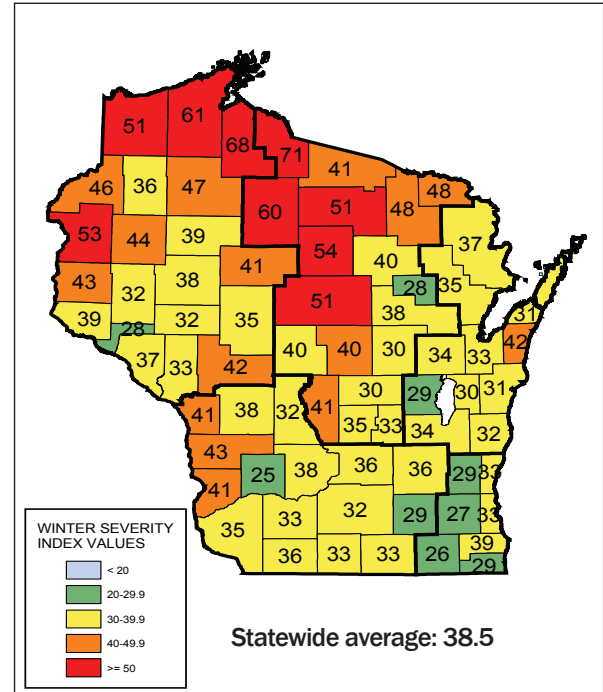 51 61 68 71
46 36 47 41 48
60 51 48
53 44 39 54 40 37
43 32 38 41 28 35
39 28 32 35 51 38 31
37 33 42 40 40 30 34 33 42
41 38 32 41 30 29 30 31
43 35 33 34 32
41 25 38 36 36 29 33
35 33 32 29 27 33
36 33 33 26 39
29
WINTER SEVERITY
INDEX VALUES
< 20
20-29.9
30-39.9
40-49.9
>= 50
Statewide average: 38.5